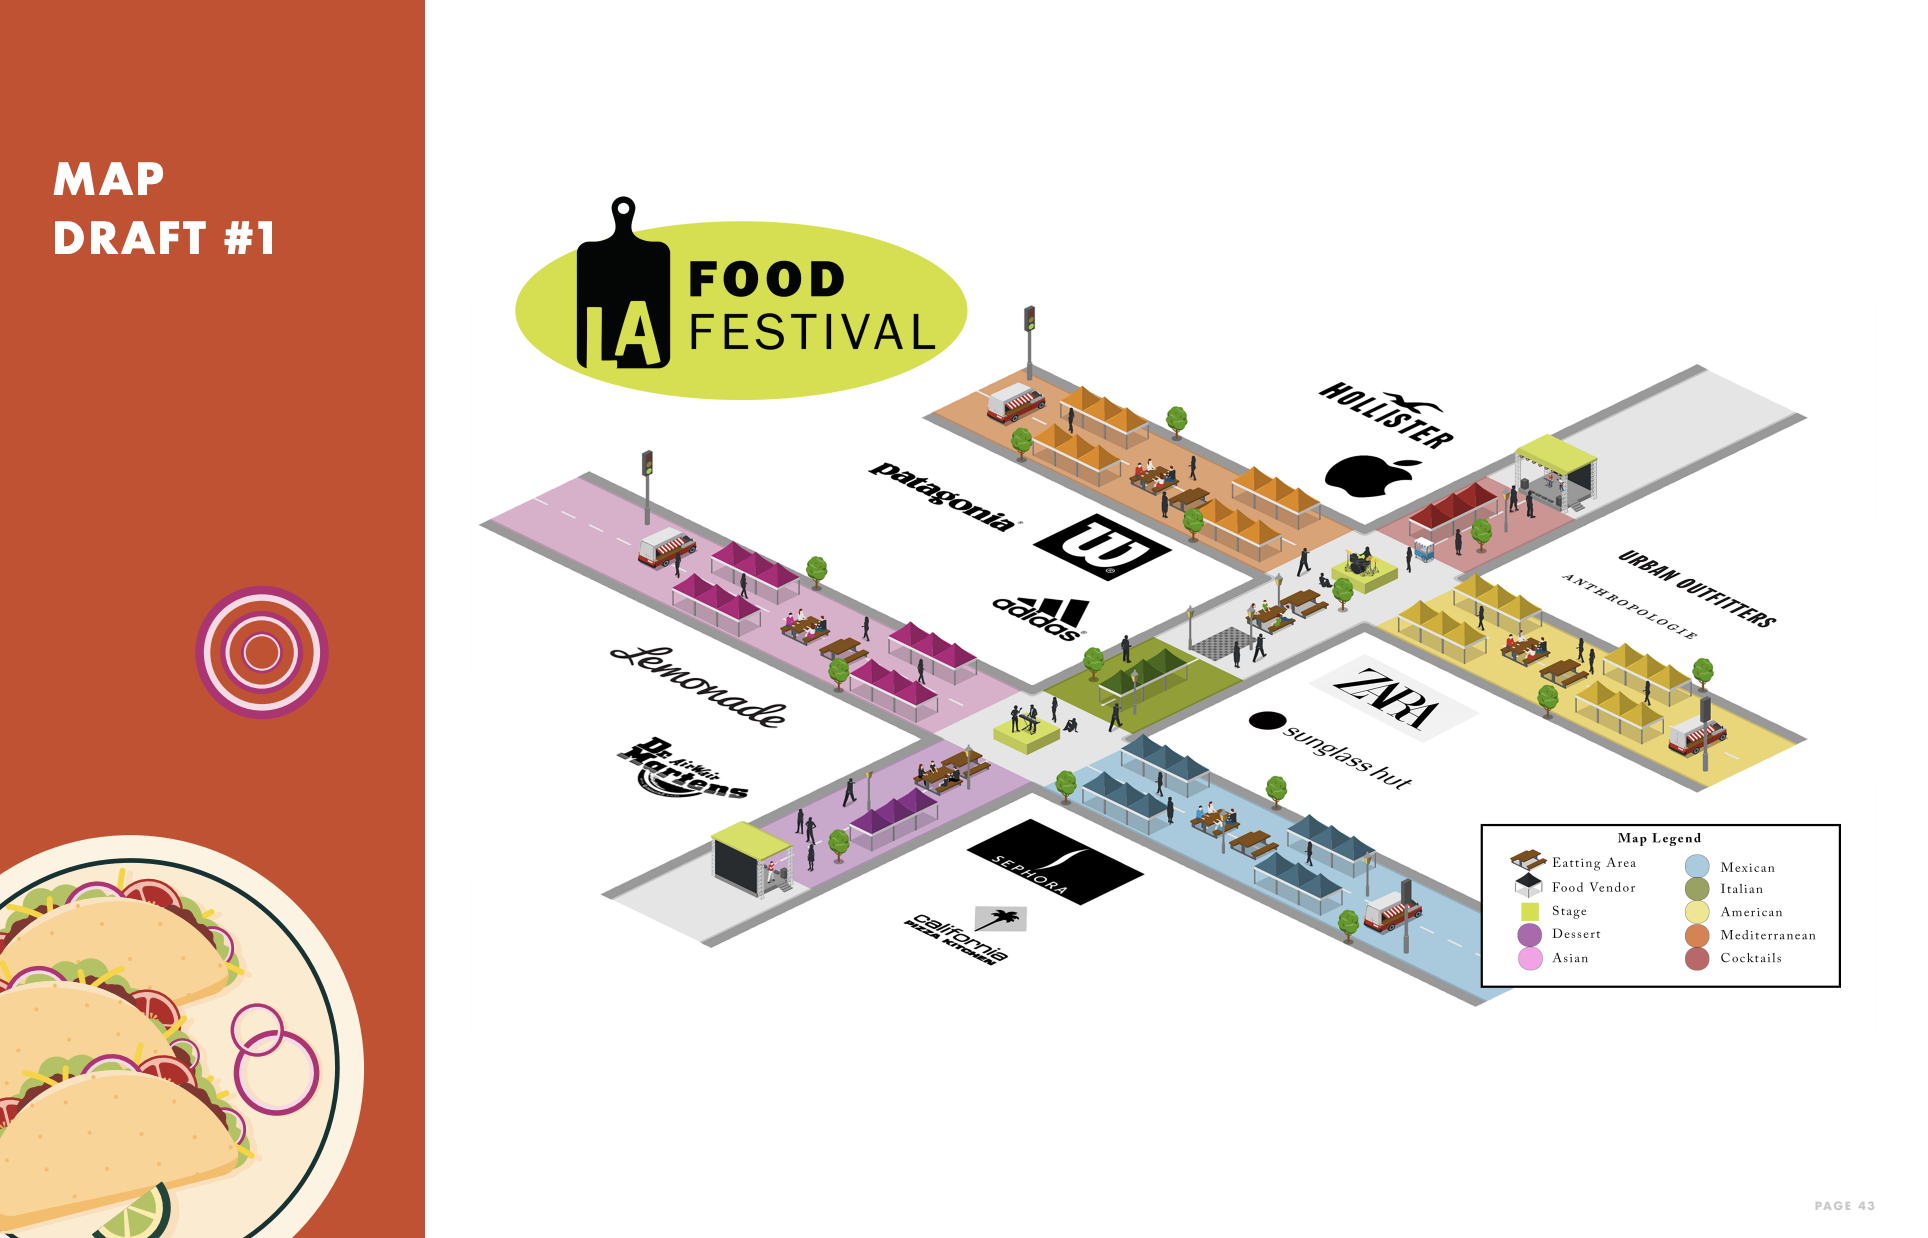 MAP
DRAFT #1
LA
FOOD
FESTIVAL
HOLLISTER
patagonia®
W®
adidas®
URBAN OUTFITTERS
ANTHROPOLOGIE
Lemonade
ZARA
sunglass hut
Dr. AirWair
Martens
SEPHORA
california
PIZZA KITCHEN
Map Legend
Eatting Area
Food Vendor
Stage
Dessert
Asian
Mexican
Italian
American
Mediterranean
Cocktails
PAGE 43